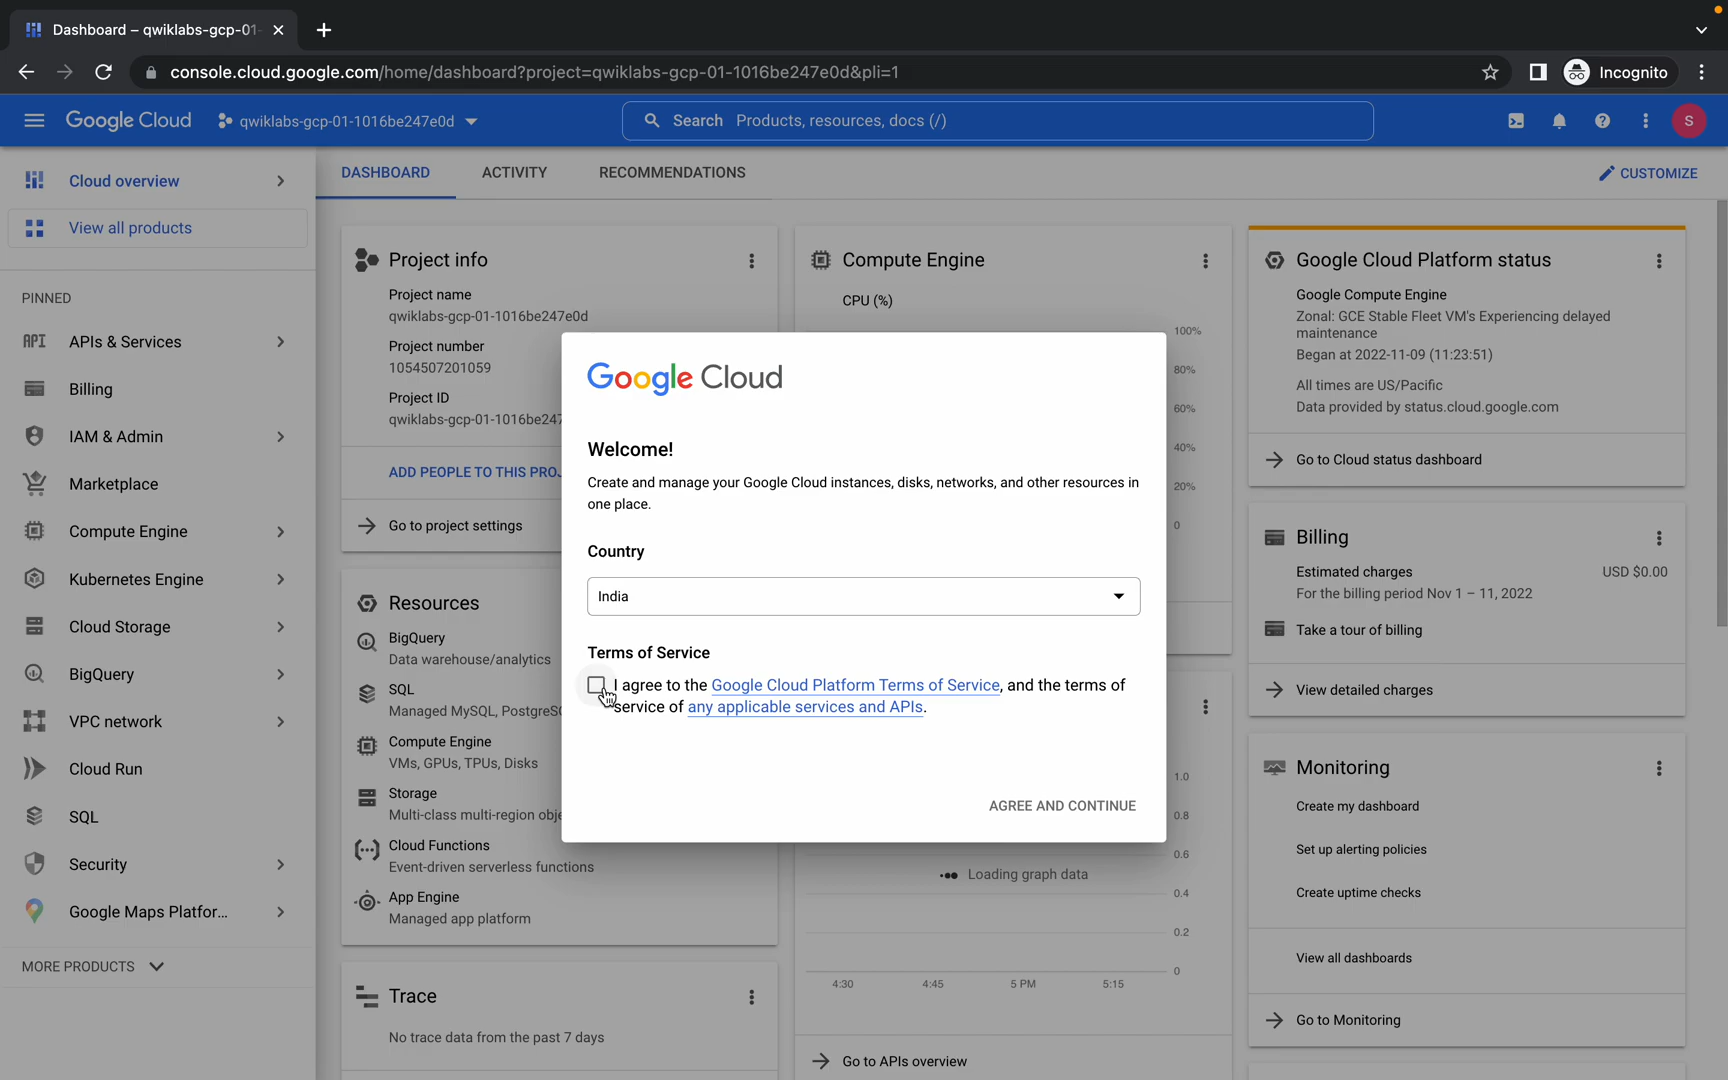 Dashboard – qwiklabs-gcp-01-
console.cloud.google.com/home/dashboard?project=qwiklabs-gcp-01-1016be247e0d&pli=1
Incognito
Google Cloud
qwiklabs-gcp-01-1016be247e0d
Search Products, resources, docs (/)
S
Cloud overview
View all products
PINNED
API APIs & Services
Billing
IAM & Admin
Marketplace
Compute Engine
Kubernetes Engine
Cloud Storage
BigQuery
VPC network
Cloud Run
SQL
Security
Google Maps Platfor...
MORE PRODUCTS
DASHBOARD
ACTIVITY
RECOMMENDATIONS
CUSTOMIZE
Project info
Project name
qwiklabs-gcp-01-1016be247e0d
Project number
1054507201059
Project ID
qwiklabs-gcp-01-1016be247
ADD PEOPLE TO THIS PROJ
Go to project settings
Resources
BigQuery
Data warehouse/analytics
SQL
Managed MySQL, PostgreSQ
Compute Engine
VMs, GPUs, TPUs, Disks
Storage
Multi-class multi-region obje
Cloud Functions
Event-driven serverless functions
App Engine
Managed app platform
Trace
No trace data from the past 7 days
Compute Engine
CPU (%)
100%
80%
60%
40%
20%
0
Google Cloud
Welcome!
Create and manage your Google Cloud instances, disks, networks, and other resources in
one place.
Country
India
Terms of Service
I agree to the Google Cloud Platform Terms of Service, and the terms of
service of any applicable services and APIs.
AGREE AND CONTINUE
1.0
0.8
0.6
Loading graph data
0.4
0.2
0
4:30
4:45
5 PM
5:15
Go to APIs overview
Google Cloud Platform status
Google Compute Engine
Zonal: GCE Stable Fleet VM's Experiencing delayed
maintenance
Began at 2022-11-09 (11:23:51)
All times are US/Pacific
Data provided by status.cloud.google.com
Go to Cloud status dashboard
Billing
Estimated charges USD $0.00
For the billing period Nov 1 – 11, 2022
Take a tour of billing
View detailed charges
Monitoring
Create my dashboard
Set up alerting policies
Create uptime checks
View all dashboards
Go to Monitoring